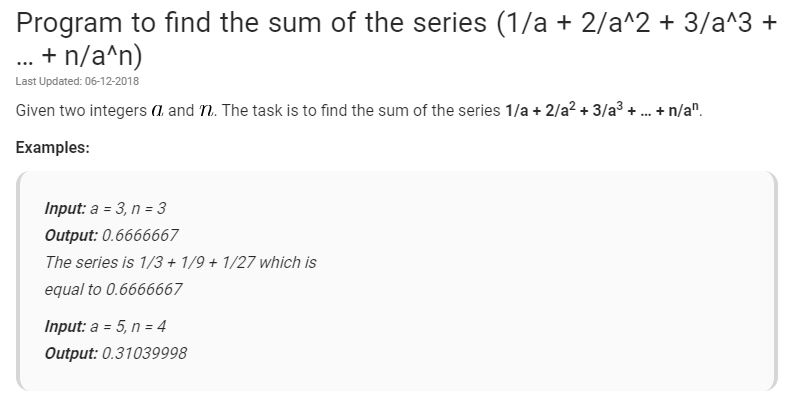 Program to find the sum of the series (1/a + 2/a^2 + 3/a^3 +
... + n/a^n)
Last Updated: 06-12-2018
Given two integers a and n. The task is to find the sum of the series 1/a + 2/a² + 3/a³ + ... + n/aⁿ.
Examples:
Input: a = 3, n = 3
Output: 0.6666667
The series is 1/3 + 1/9 + 1/27 which is
equal to 0.6666667
Input: a = 5, n = 4
Output: 0.31039998